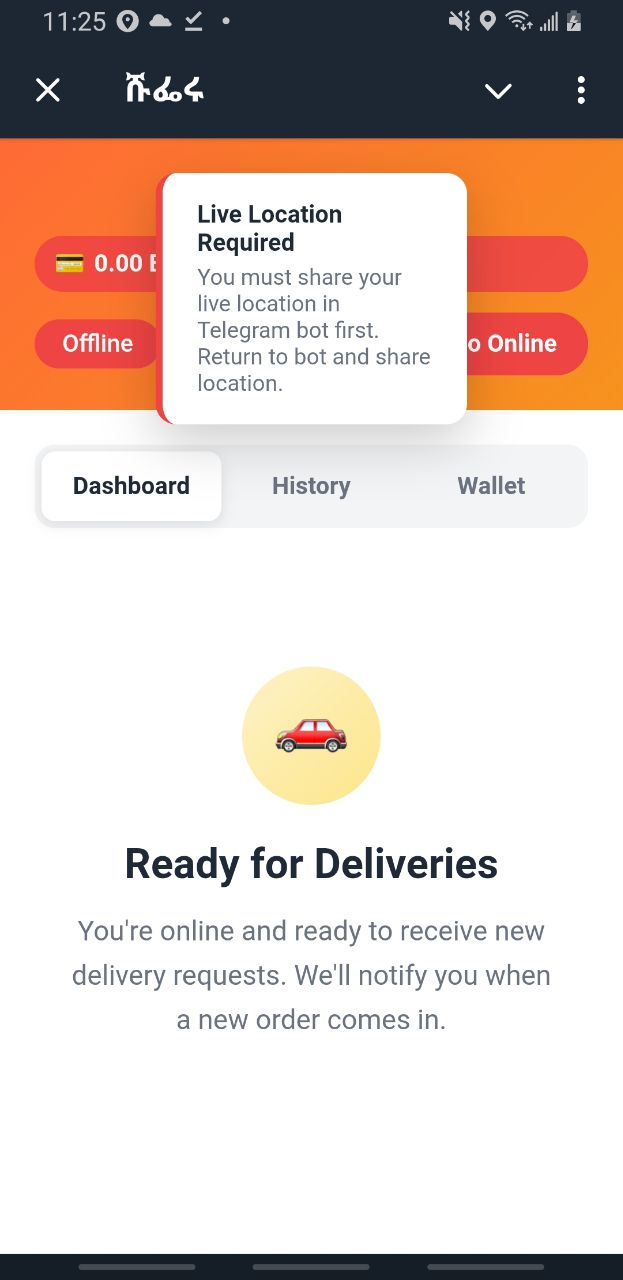 11:25
ሹፌሩ
Live Location
Required
You must share your
live location in
Telegram bot first.
Return to bot and share
location.
0.00
Offline
Online
Dashboard
History
Wallet
Ready for Deliveries
You're online and ready to receive new
delivery requests. We'll notify you when
a new order comes in.